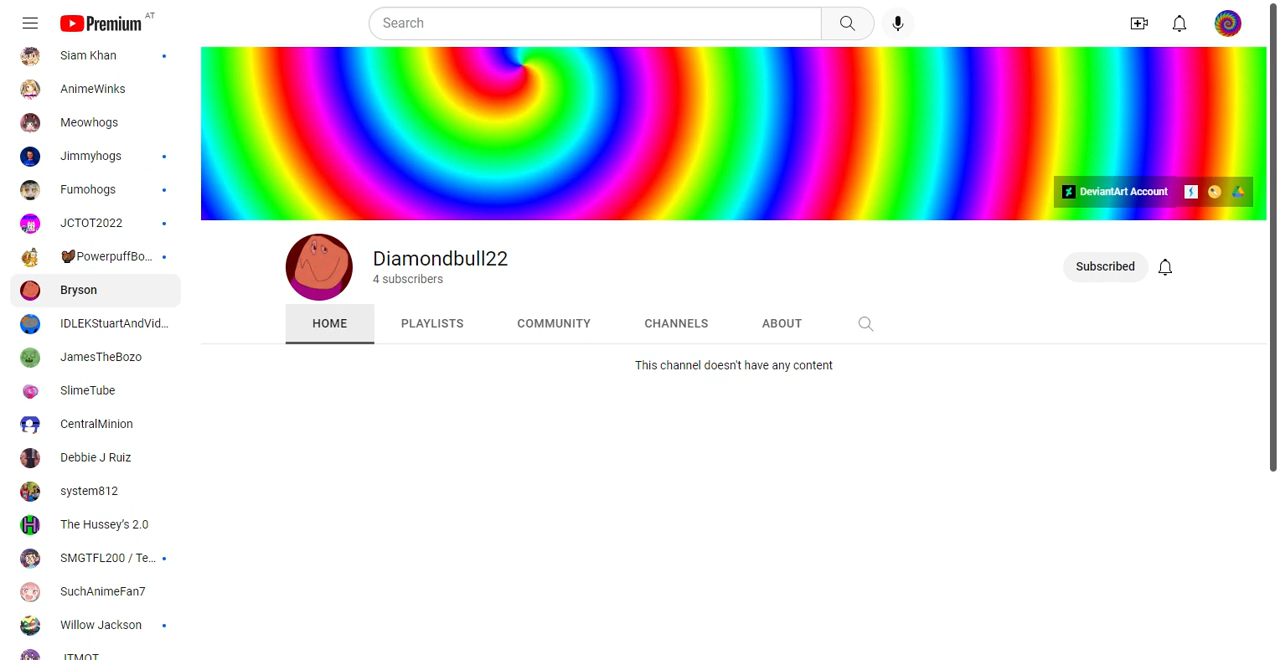 Premium AT
Search
Siam Khan
AnimeWinks
Meowhogs
Jimmyhogs
Fumohogs
JCTOT2022
PowerpuffBo...
Bryson
IDLEKStuartAndVid...
JamesTheBozo
SlimeTube
CentralMinion
Debbie J Ruiz
system812
The Hussey's 2.0
SMGTFL200 / Te...
SuchAnimeFan7
Willow Jackson
JTMOT
DeviantArt Account
Diamondbull22
4 subscribers
Subscribed
HOME PLAYLISTS COMMUNITY CHANNELS ABOUT
This channel doesn't have any content